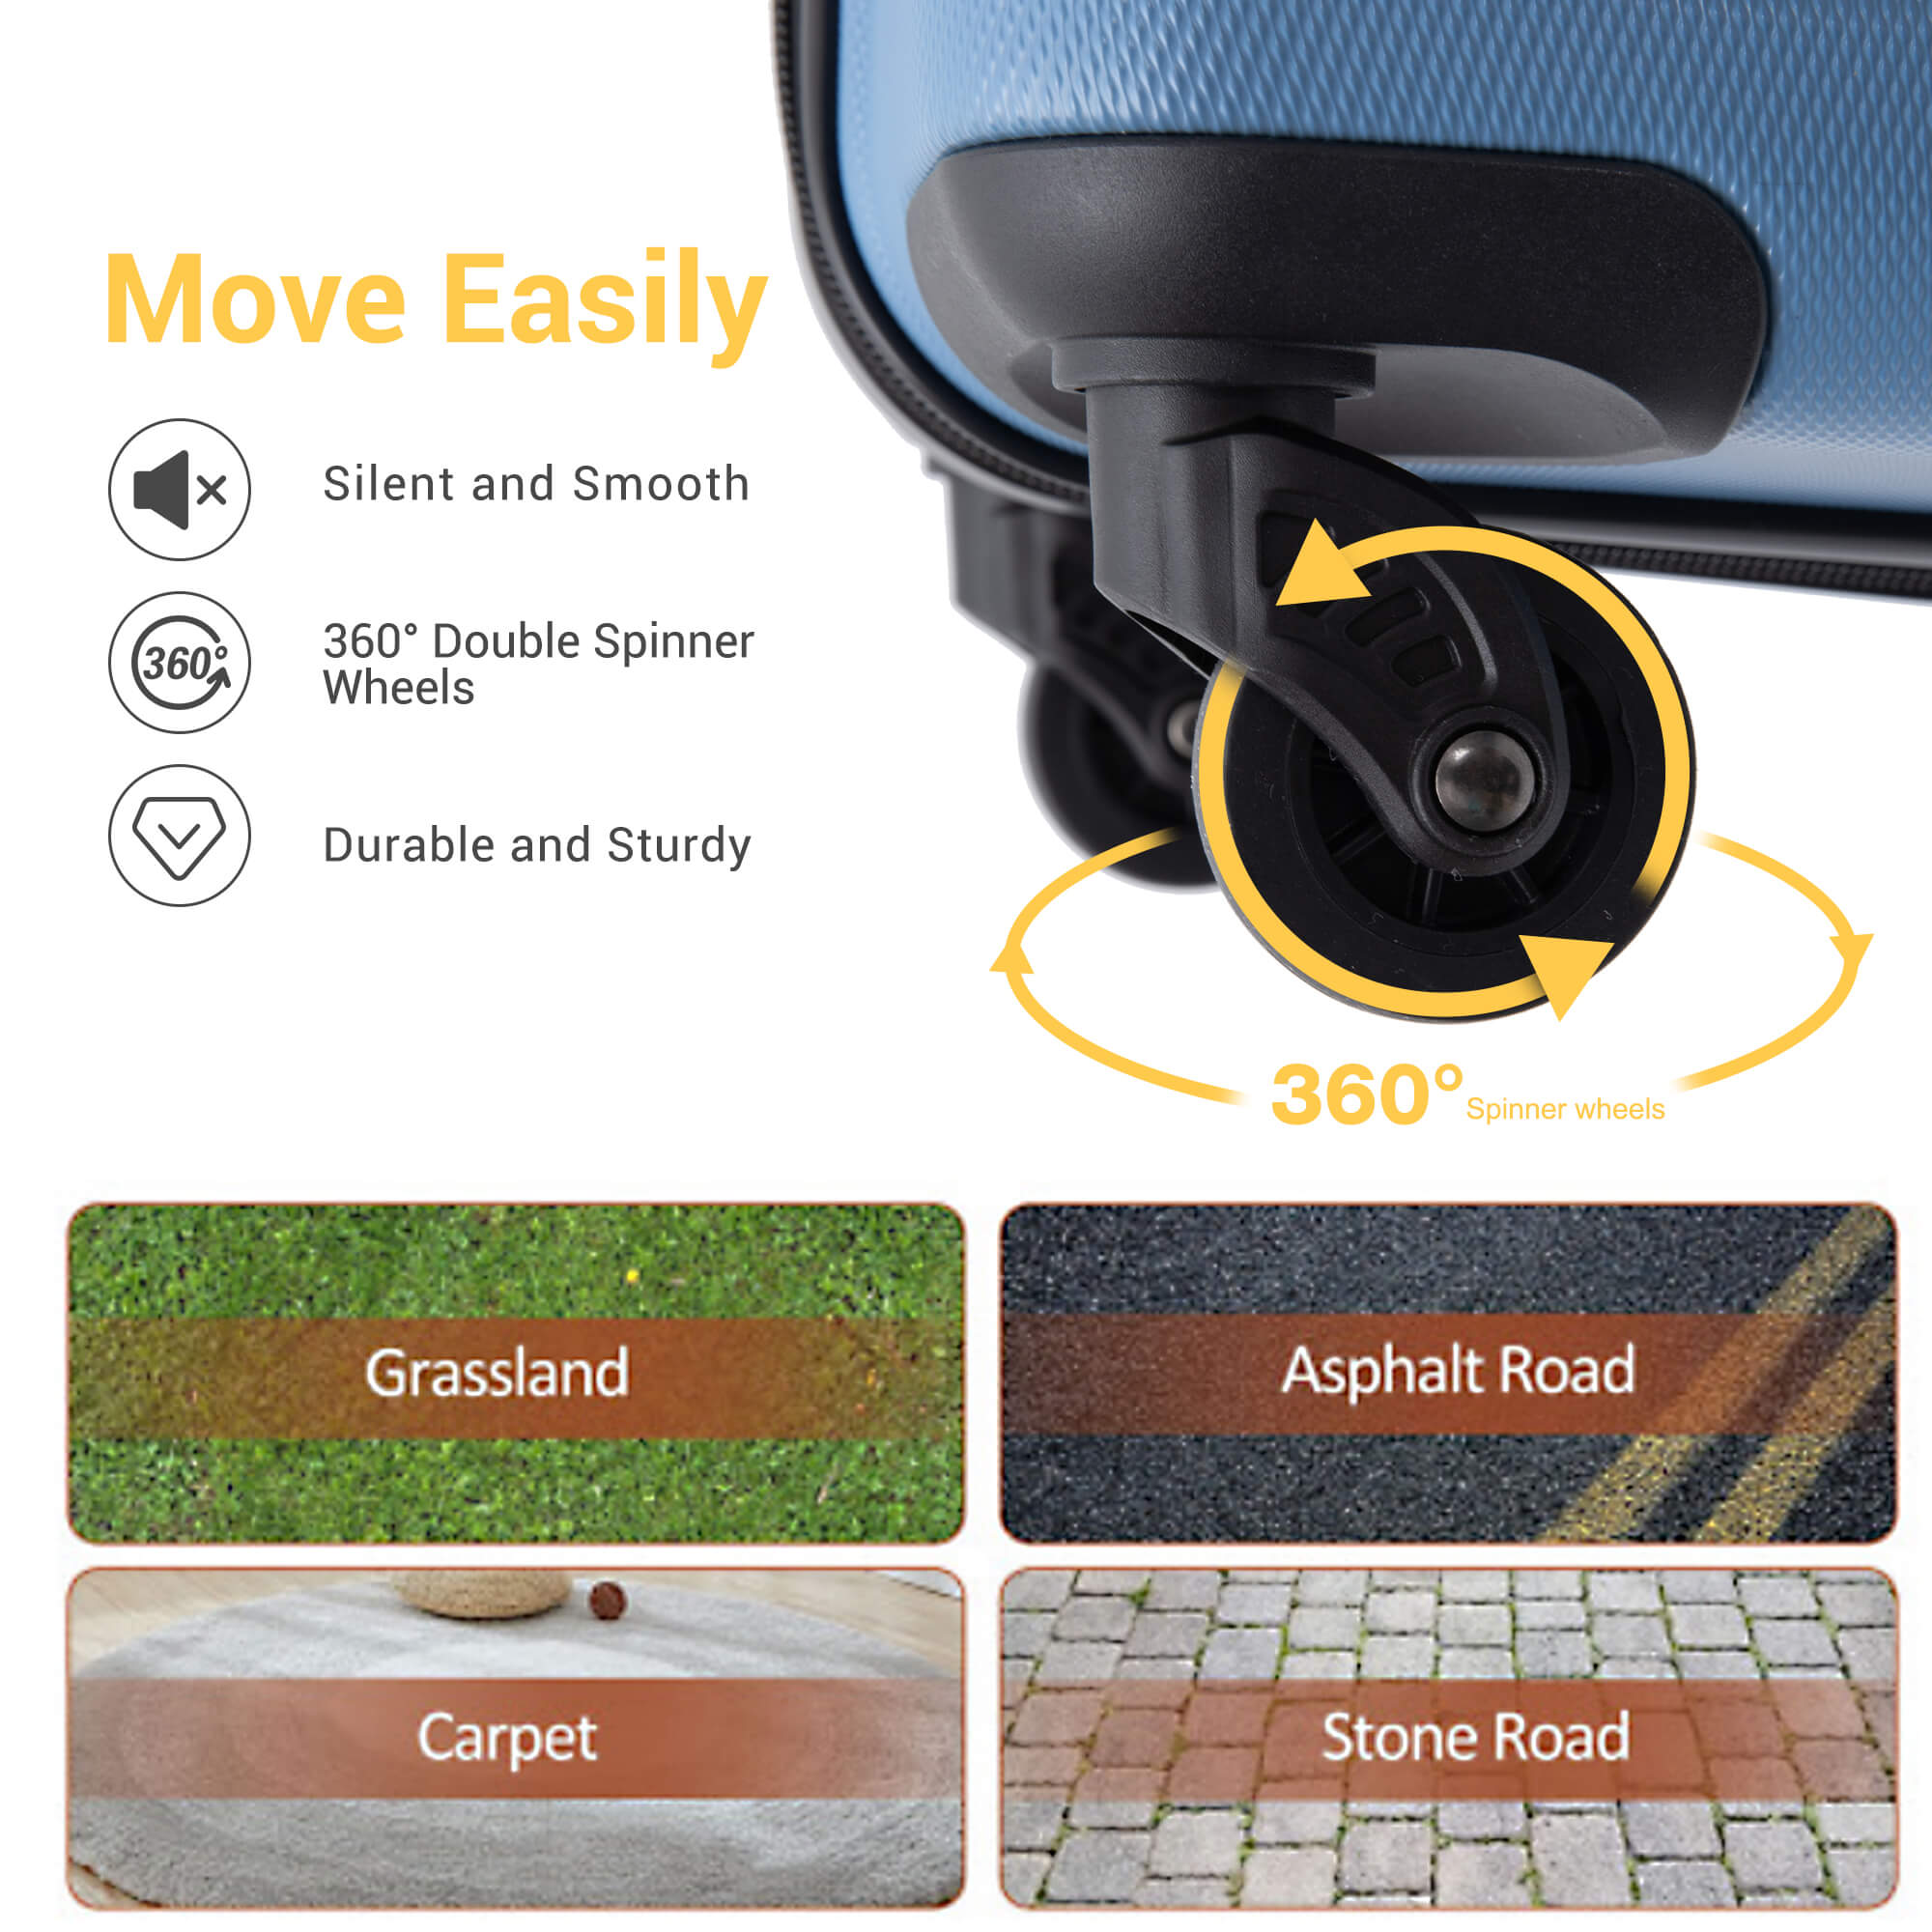 Move Easily
Silent and Smooth
360°
360° Double Spinner
Wheels
Durable and Sturdy
360° Spinner wheels
Grassland
Asphalt Road
Carpet
Stone Road